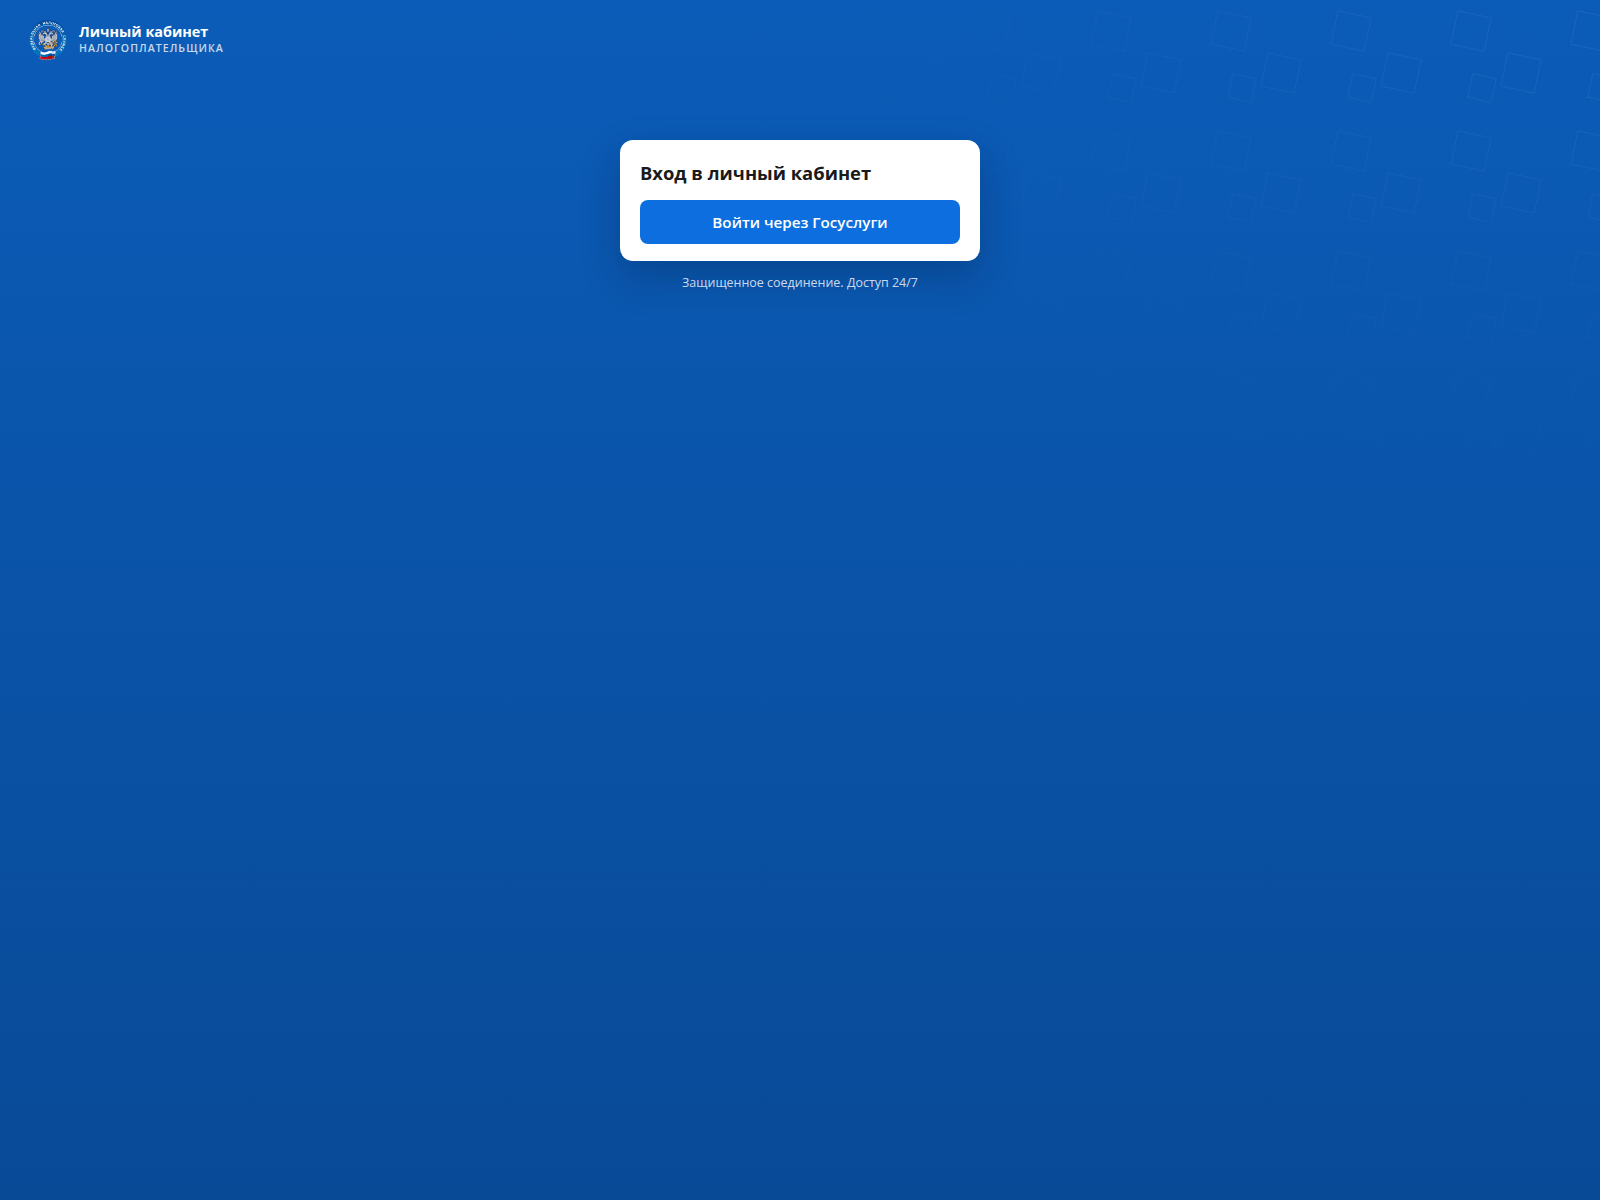 Личный кабинет
НАЛОГОПЛАТЕЛЬЩИКА
Вход в личный кабинет
Войти через Госуслуги
Защищенное соединение. Доступ 24/7